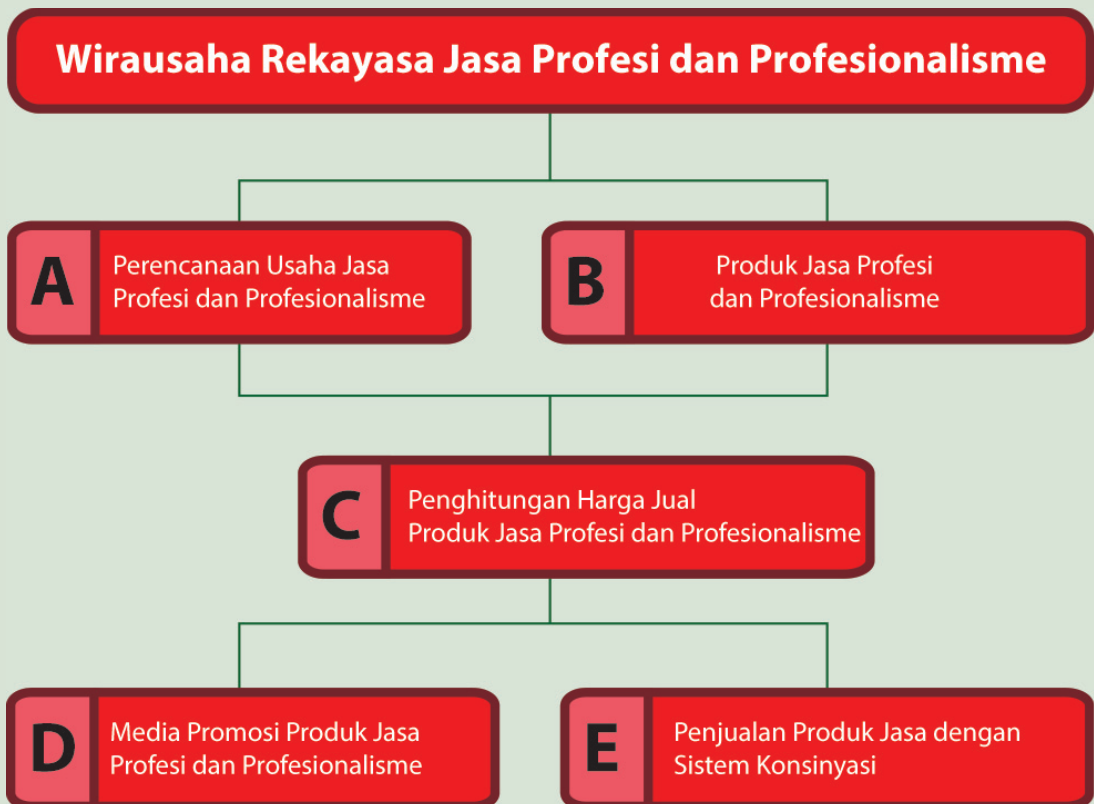 Wirausaha Rekayasa Jasa Profesi dan Profesionalisme
A
Perencanaan Usaha Jasa
Profesi dan Profesionalisme
B
Produk Jasa Profesi
dan Profesionalisme
C
Penghitungan Harga Jual
Produk Jasa Profesi dan Profesionalisme
D
Media Promosi Produk Jasa
Profesi dan Profesionalisme
E
Penjualan Produk Jasa dengan
Sistem Konsinyasi